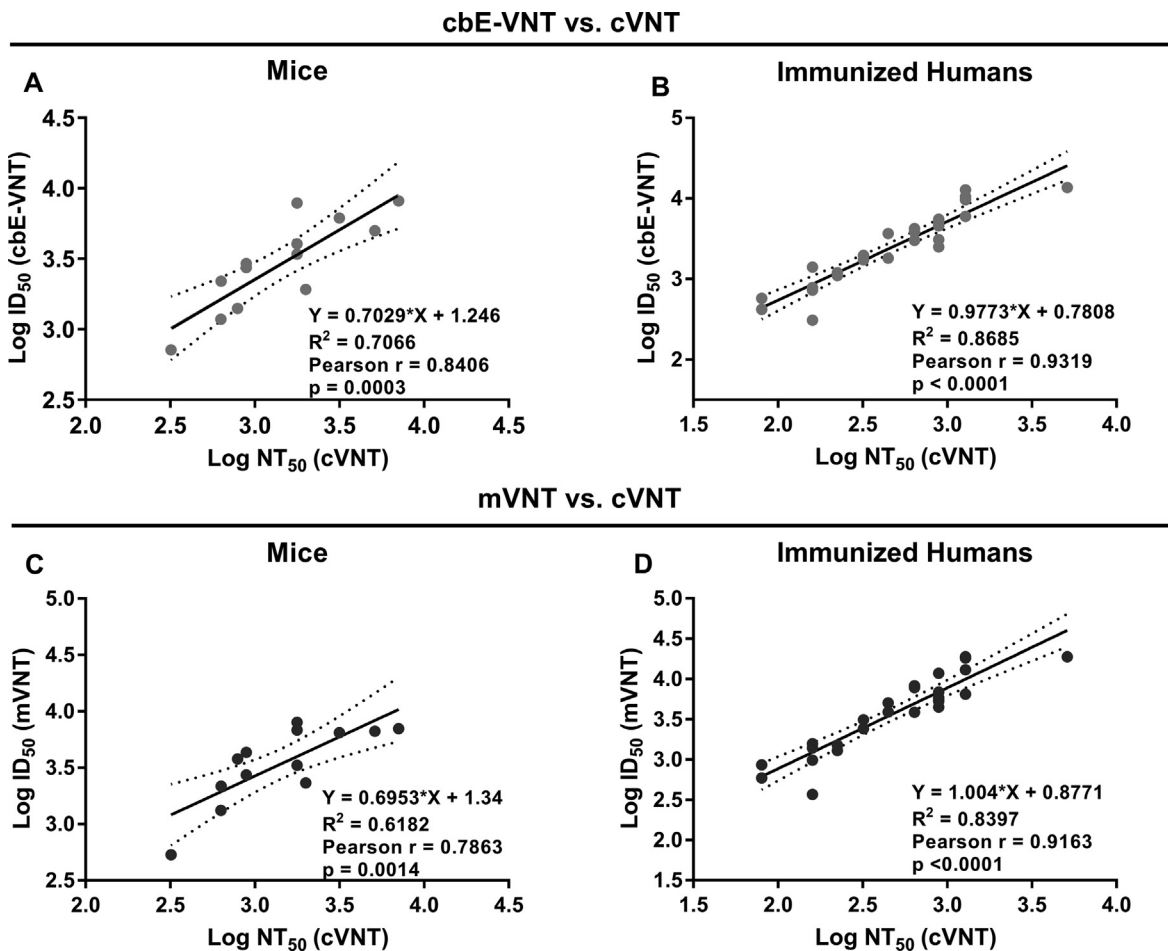 cbE-VNT vs. cVNT
Mice
Immunized Humans
A
B
4.5
4.0
3.5
3.0
2.5
Log ID50 (cbE-VNT)
Y = 0.7029*X + 1.246
R2 = 0.7066
Pearson r = 0.8406
p = 0.0003
2.0 2.5 3.0 3.5 4.0 4.5
Log NT50 (cVNT)
5
4
3
2
Log ID50 (cbE-VNT)
Y = 0.9773*X + 0.7808
R2 = 0.8685
Pearson r = 0.9319
p < 0.0001
1.5 2.0 2.5 3.0 3.5 4.0
Log NT50 (cVNT)
mVNT vs. cVNT
Mice
Immunized Humans
C
D
5.0
4.5
4.0
3.5
3.0
2.5
Log ID50 (mVNT)
Y = 0.6953*X + 1.34
R2 = 0.6182
Pearson r = 0.7863
p = 0.0014
2.0 2.5 3.0 3.5 4.0 4.5
Log NT50 (cVNT)
5.0
4.5
4.0
3.5
3.0
2.5
2.0
1.5
Log ID50 (mVNT)
Y = 1.004*X + 0.8771
R2 = 0.8397
Pearson r = 0.9163
p <0.0001
1.5 2.0 2.5 3.0 3.5 4.0
Log NT50 (cVNT)